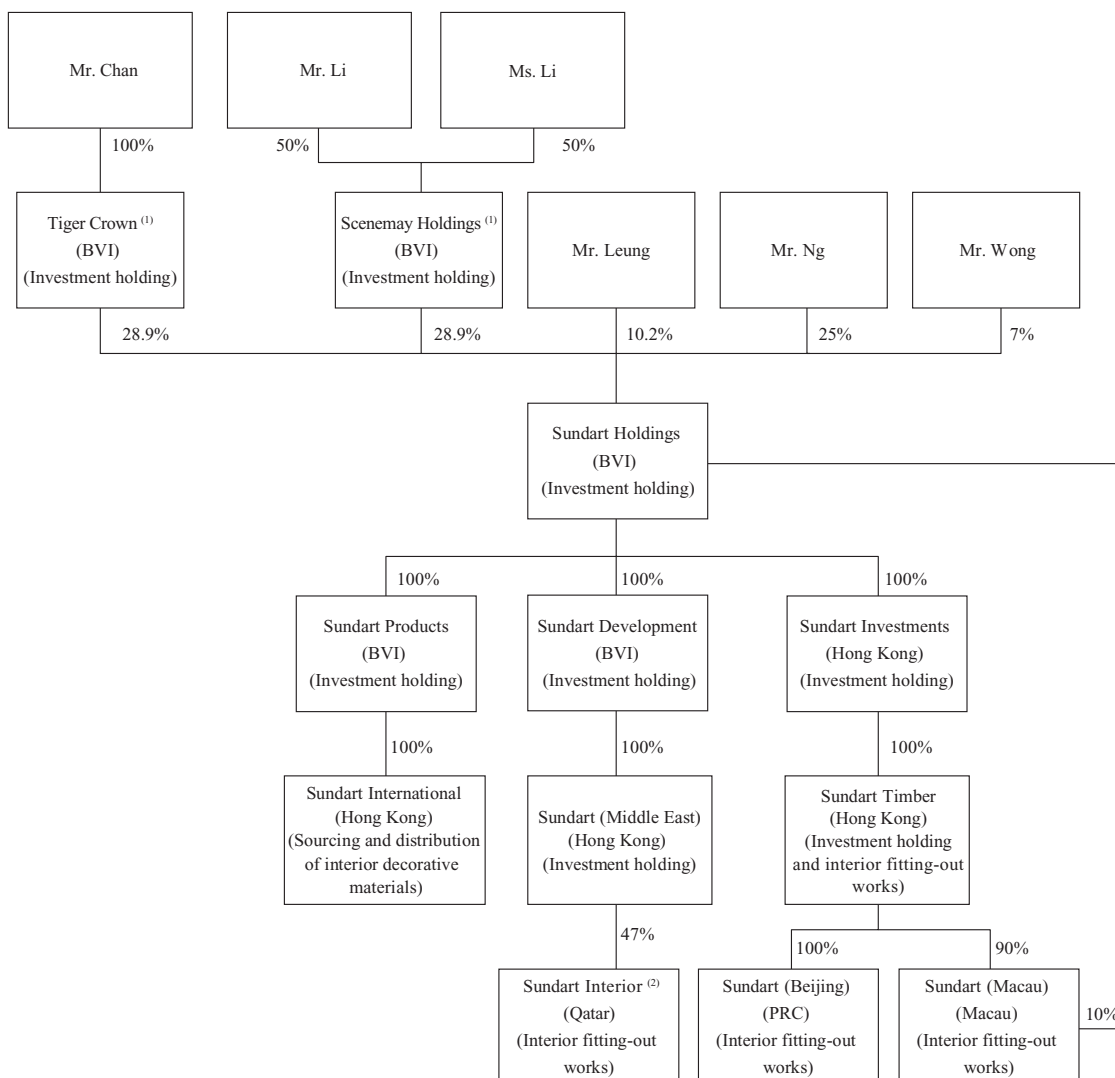 Mr. Chan
Mr. Li
Ms. Li
100%
50%
50%
Tiger Crown (1)
(BVI)
(Investment holding)
Scenemay Holdings (1)
(BVI)
(Investment holding)
Mr. Leung
Mr. Ng
Mr. Wong
28.9%
28.9%
10.2%
25%
7%
Sundart Holdings
(BVI)
(Investment holding)
100%
100%
100%
Sundart Products
(BVI)
(Investment holding)
Sundart Development
(BVI)
(Investment holding)
Sundart Investments
(Hong Kong)
(Investment holding)
100%
100%
100%
Sundart International
(Hong Kong)
(Sourcing and distribution
of interior decorative
materials)
Sundart (Middle East)
(Hong Kong)
(Investment holding)
Sundart Timber
(Hong Kong)
(Investment holding
and interior fitting-out
works)
47%
100%
90%
Sundart Interior (2)
(Qatar)
(Interior fitting-out
works)
Sundart (Beijing)
(PRC)
(Interior fitting-out
works)
Sundart (Macau)
(Macau)
(Interior fitting-out
works)
10%